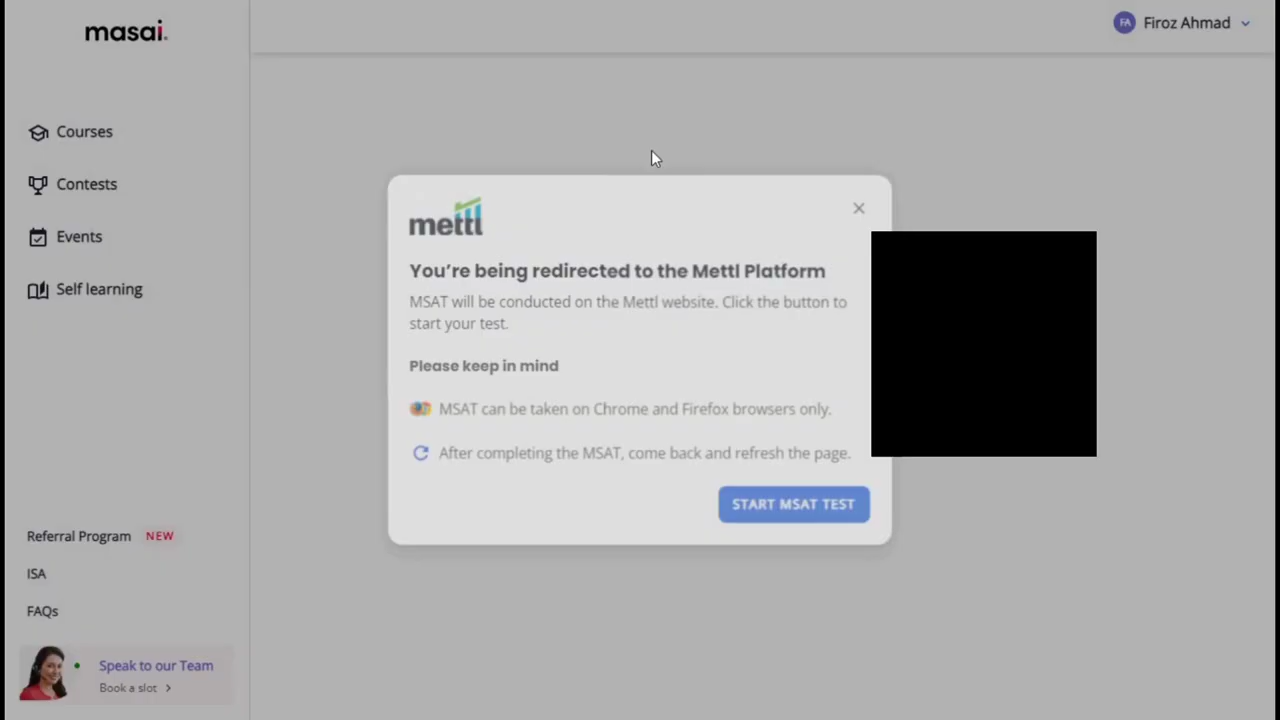 masai.
FA Firoz Ahmad
Courses
Contests
Events
Self learning
mettl
You’re being redirected to the Mettl Platform
MSAT will be conducted on the Mettl website. Click the button to
start your test.
Please keep in mind
MSAT can be taken on Chrome and Firefox browsers only.
After completing the MSAT, come back and refresh the page.
START MSAT TEST
Referral Program NEW
ISA
FAQs
Speak to our Team
Book a slot